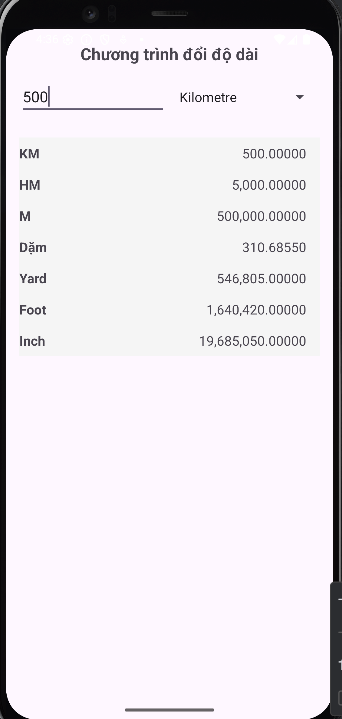 Chương trình đổi độ dài
500 Kilometre
KM 500.00000
HM 5,000.00000
M 500,000.00000
Dặm 310.68550
Yard 546,805.00000
Foot 1,640,420.00000
Inch 19,685,050.00000